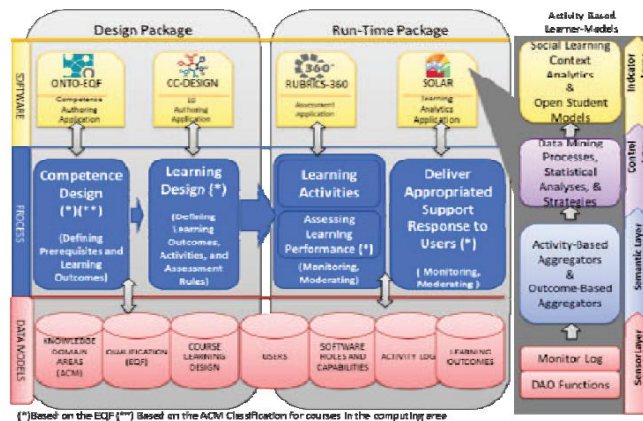 Design Package
Run-Time Package
Activity Based
Learner-Models
SOFTWARE
ONTO-EQF
Competence
Authoring
Application
CC-DESIGN
LD
Authoring
Application
360°
RUBRICS-360
Assessment
Application
SOLAR
Learning
Analytics
Application
Social Learning
Context
Analytics
&
Open Student
Models
Indicator
PROCESS
Competence
Design
(*)(**)
(Defining
Prerequisites and
Learning
Outcomes)
Learning
Design (*)
(Defining
Learning
Outcomes,
Activities, and
Assessment
Rules)
Learning
Activities
Assessing
Learning
Performance (*)
(Monitoring,
Moderating)
Deliver
Appropriated
Support
Response to
Users (*)
( Monitoring,
Moderating )
Data Mining
Processes,
Statistical
Analyses, &
Strategies
Control
Activity-Based
Aggregators
&
Outcome-Based
Aggregators
Semantic Layer
DATA MODELS
KNOWLEDGE
DOMAIN
AREAS
(ACM)
QUALIFICATION
(EQF)
COURSE
LEARNING
DESIGN
USERS
SOFTWARE
ROLES AND
CAPABILITIES
ACTIVITY LOG
LEARNING
OUTCOMES
Monitor Log
DAO Functions
Sensor Layer
(*)Based on the EQF (**) Based on the ACM Classification for courses in the computing area